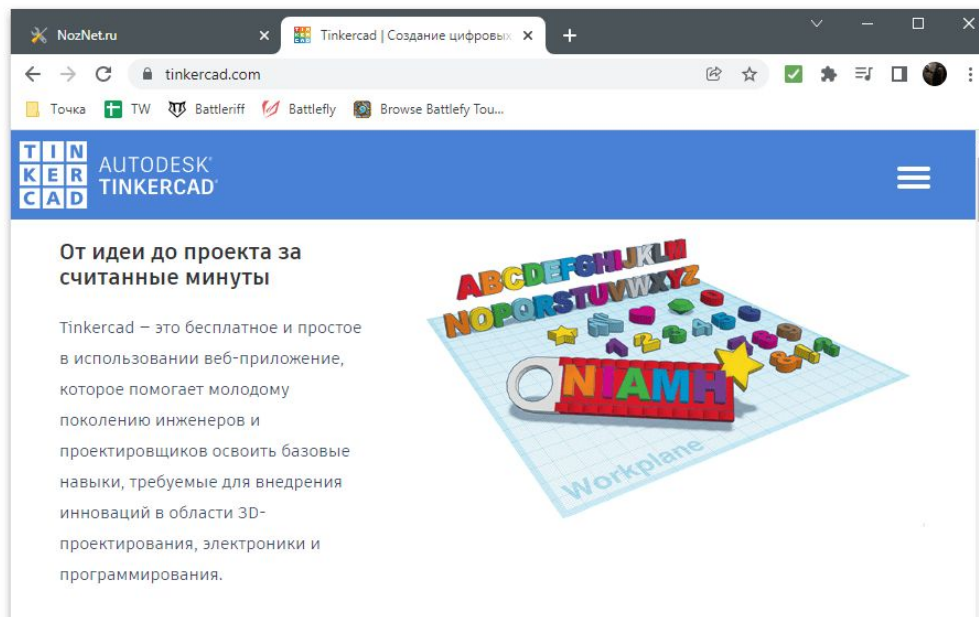 NozNet.ru
Tinkercad | Создание цифровых
tinkercad.com
Точка TW Battleriff Battlefly Browse Battlefy Tou...
TIN
KER
CAD
AUTODESK®
TINKERCAD®
От идеи до проекта за
считанные минуты
Tinkercad – это бесплатное и простое
в использовании веб-приложение,
которое помогает молодому
поколению инженеров и
проектировщиков освоить базовые
навыки, требуемые для внедрения
инноваций в области 3D-
проектирования, электроники и
программирования.
ABCDEFGHIJKLM
NOPQRSTUVWXYZ
NIAMH
Workplane